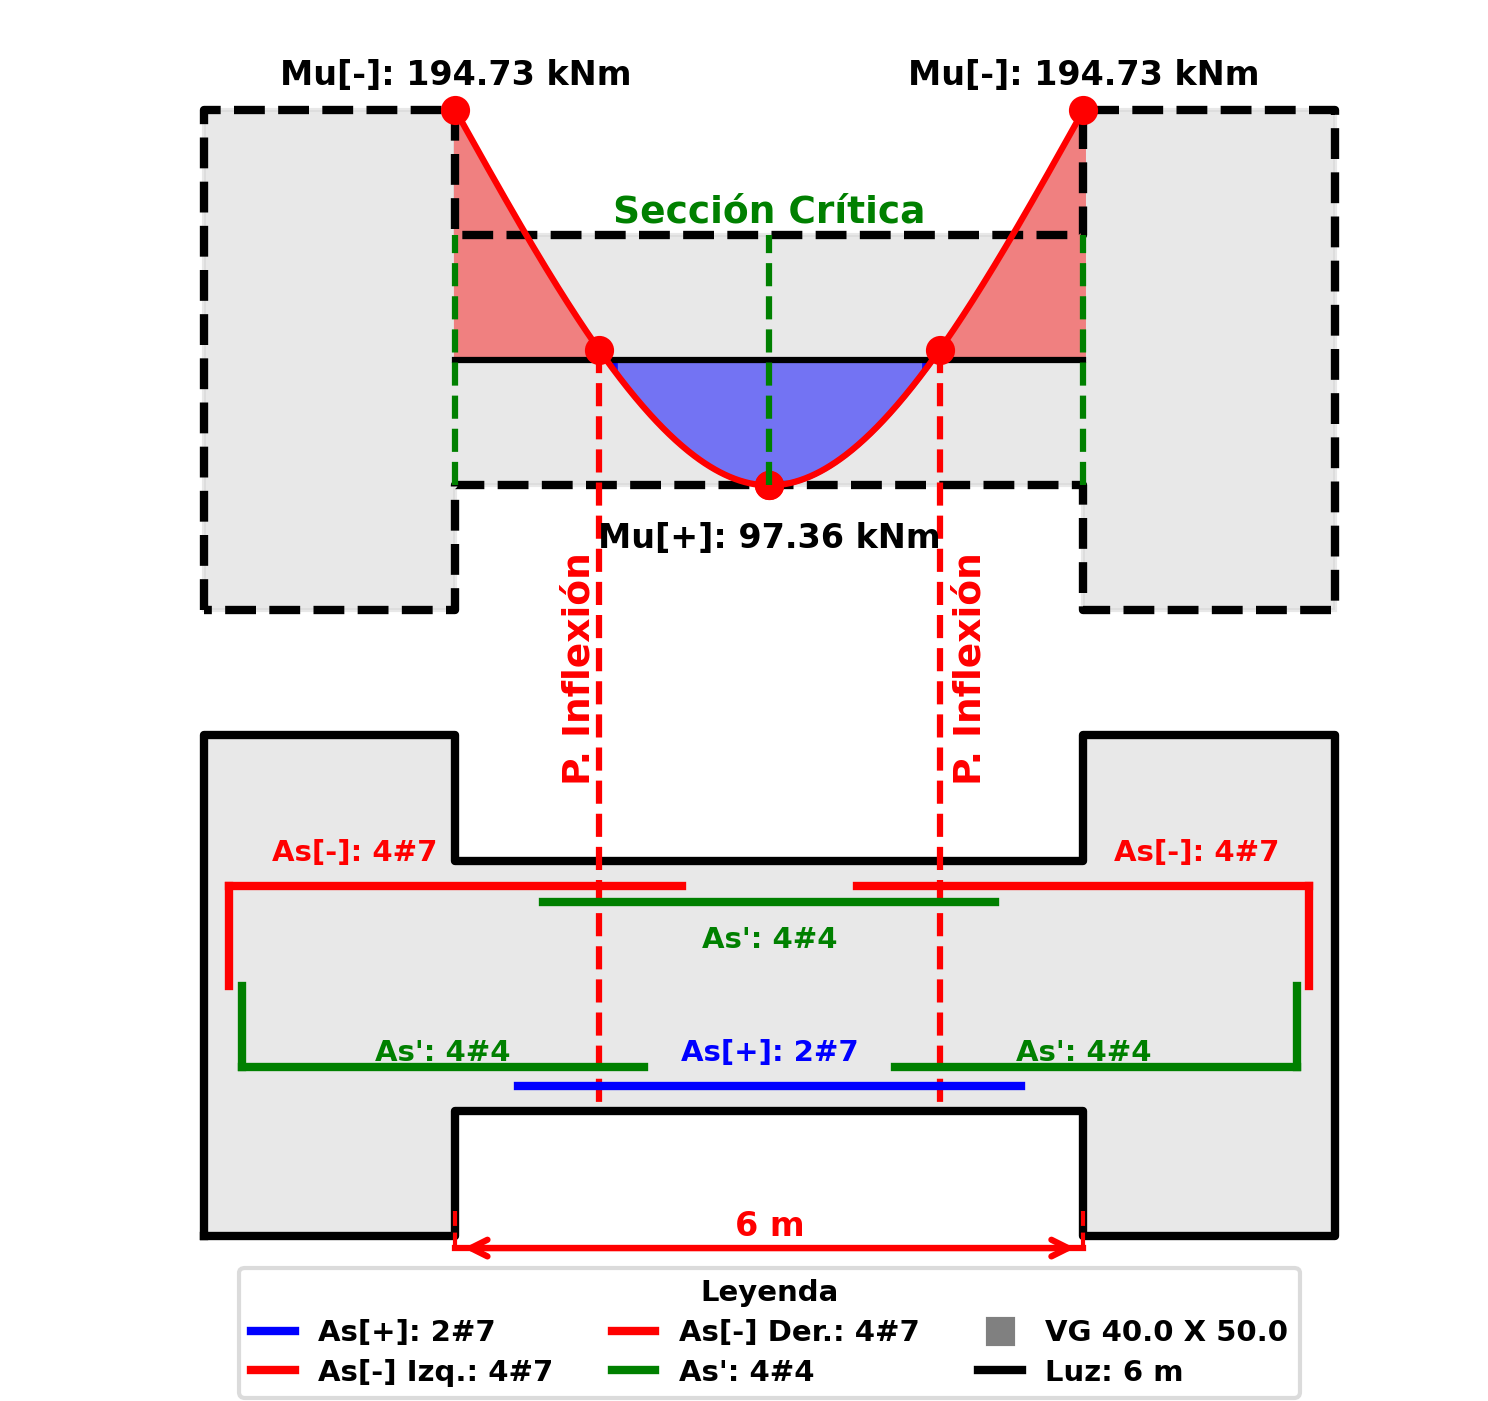 Mu[-]: 194.73 kNm
Mu[-]: 194.73 kNm
Sección Crítica
Mu[+]: 97.36 kNm
P. Inflexión
P. Inflexión
As[-]: 4#7
As[-]: 4#7
As': 4#4
As': 4#4
As[+]: 2#7
As': 4#4
6 m
Leyenda
As[+]: 2#7
As[-] Izq.: 4#7
As[-] Der.: 4#7
As': 4#4
VG 40.0 X 50.0
Luz: 6 m